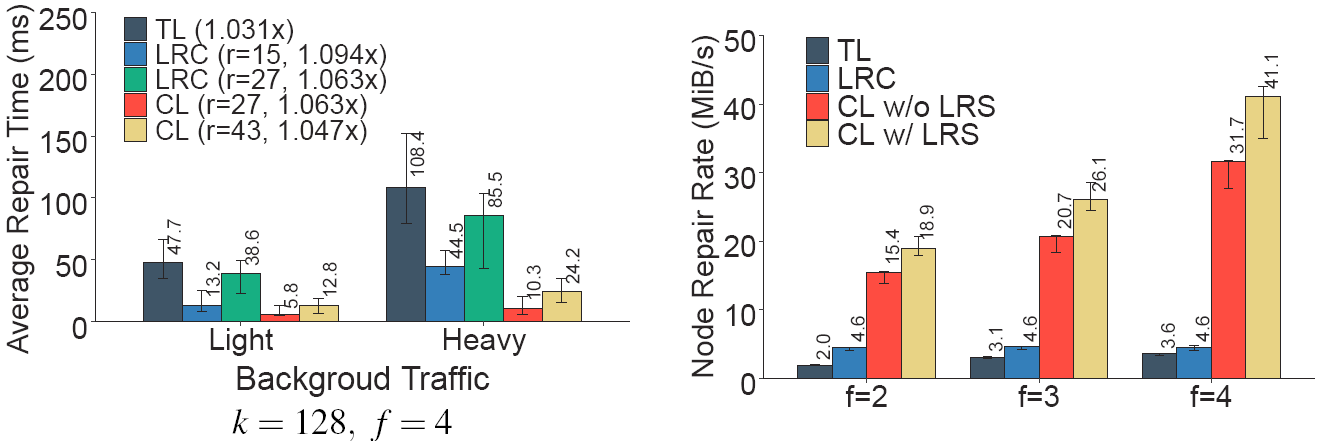 Average Repair Time (ms)
250
200
150
100
50
0
TL (1.031x)
LRC (r=15, 1.094x)
LRC (r=27, 1.063x)
CL (r=27, 1.063x)
CL (r=43, 1.047x)
47.7
13.2
38.6
5.8
12.8
108.4
44.5
85.5
10.3
24.2
Light
Heavy
Backgroud Traffic
k = 128, f = 4
Node Repair Rate (MiB/s)
50
40
30
20
10
0
TL
LRC
CL w/o LRS
CL w/ LRS
2.0
4.6
15.4
18.9
3.1
4.6
20.7
26.1
3.6
4.6
31.7
41.1
f=2
f=3
f=4